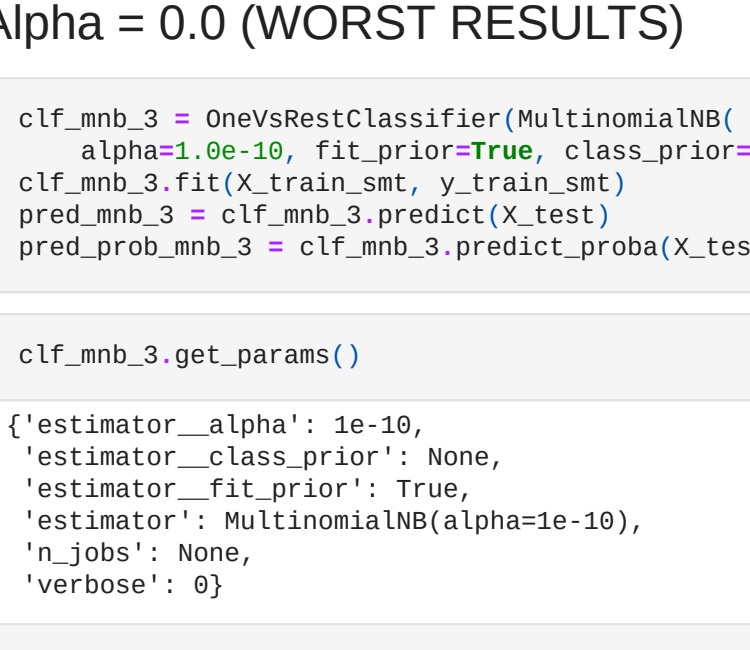 Alpha = 0.0 (WORST RESULTS)
clf_mnb_3 = OneVsRestClassifier(MultinomialNB(
    alpha=1.0e-10, fit_prior=True, class_prior=
clf_mnb_3.fit(X_train_smt, y_train_smt)
pred_mnb_3 = clf_mnb_3.predict(X_test)
pred_prob_mnb_3 = clf_mnb_3.predict_proba(X_tes
clf_mnb_3.get_params()
{'estimator__alpha': 1e-10,
 'estimator__class_prior': None,
 'estimator__fit_prior': True,
 'estimator': MultinomialNB(alpha=1e-10),
 'n_jobs': None,
 'verbose': 0}